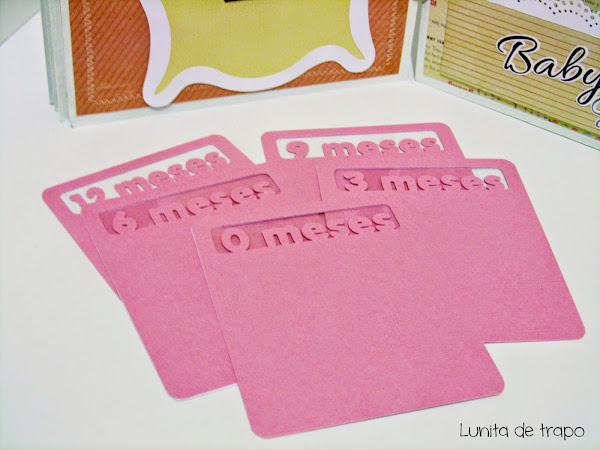 Baby
9 meses
12 meses
3 meses
6 meses
0 meses
Lunita de trapo